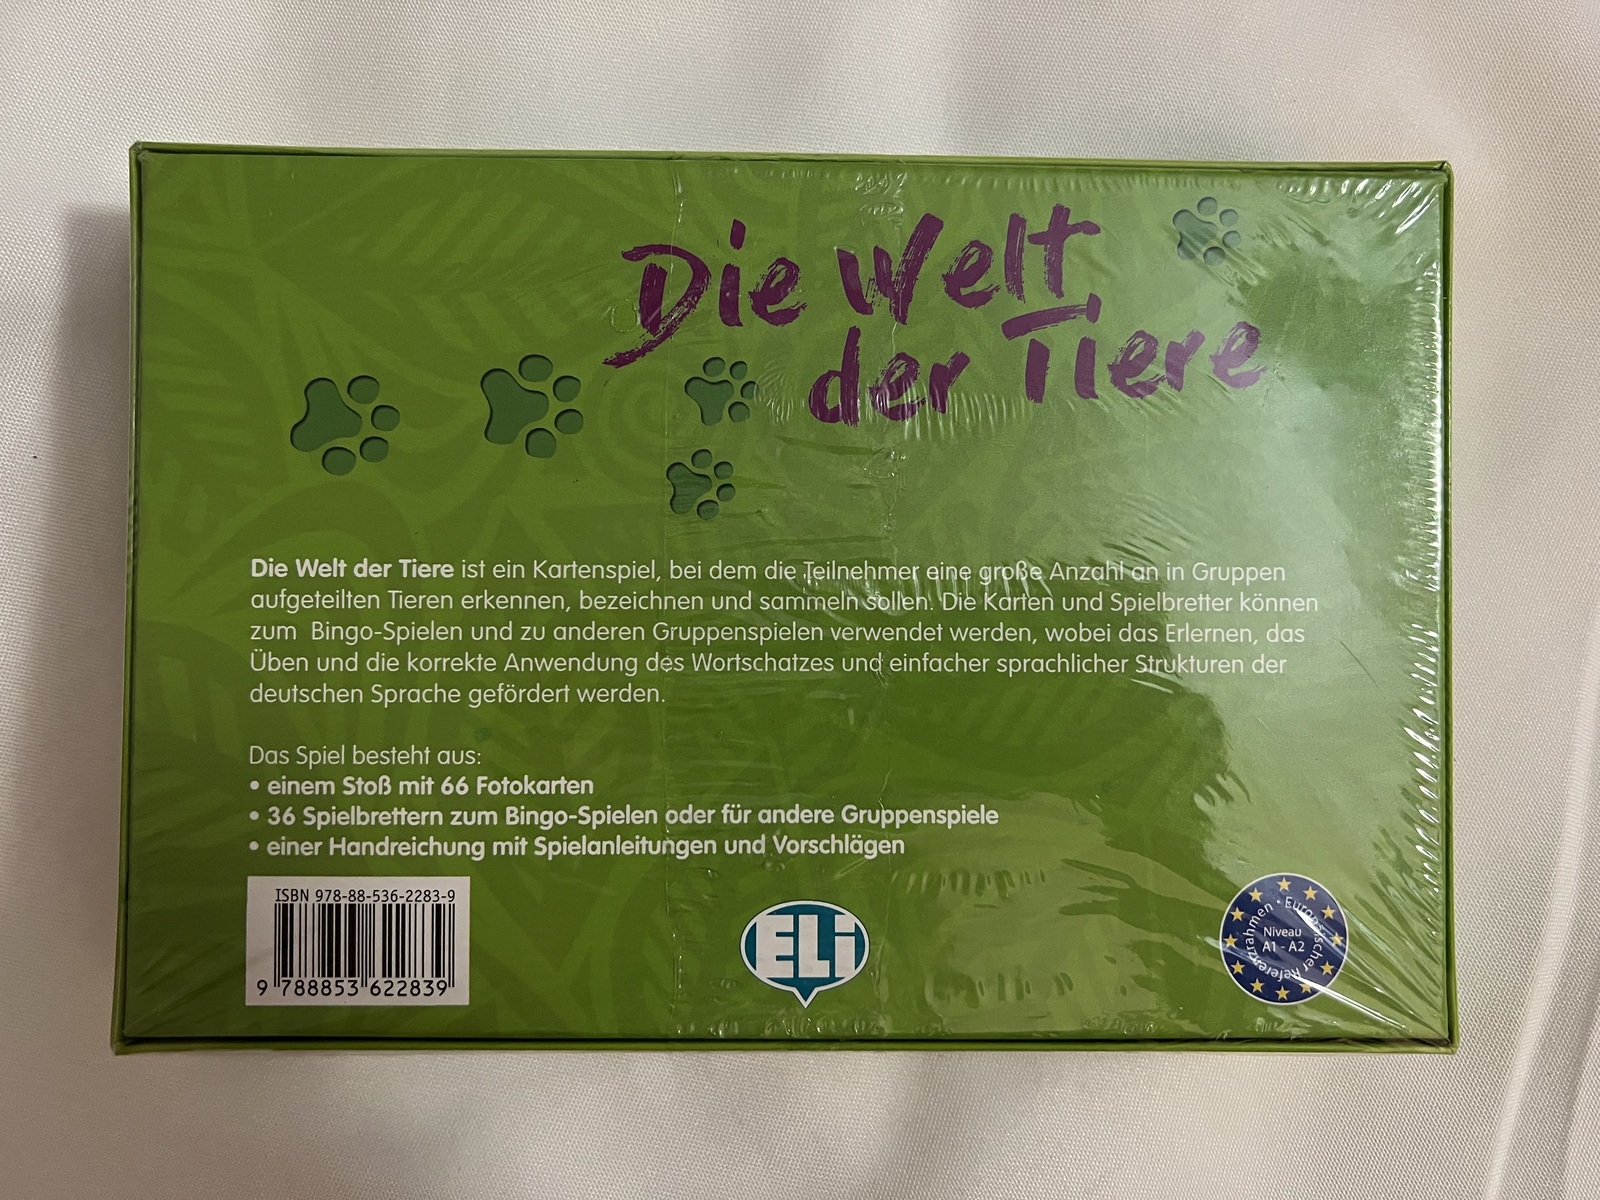 Die Welt
der Tiere
Die Welt der Tiere ist ein Kartenspiel, bei dem die Teilnehmer eine große Anzahl an in Gruppen
aufgeteilten Tieren erkennen, bezeichnen und sammeln sollen. Die Karten und Spielbretter können
zum Bingo-Spielen und zu anderen Gruppenspielen verwendet werden, wobei das Erlernen, das
Üben und die korrekte Anwendung des Wortschatzes und einfacher sprachlicher Strukturen der
deutschen Sprache gefördert werden.
Das Spiel besteht aus:
• einem Stoß mit 66 Fotokarten
• 36 Spielbrettern zum Bingo-Spielen oder für andere Gruppenspiele
• einer Handreichung mit Spielanleitungen und Vorschlägen
ISBN 978-88-536-2283-9
9 788853 622839
ELi
• Europäischer Referenzrahmen
Niveau
A1 - A2